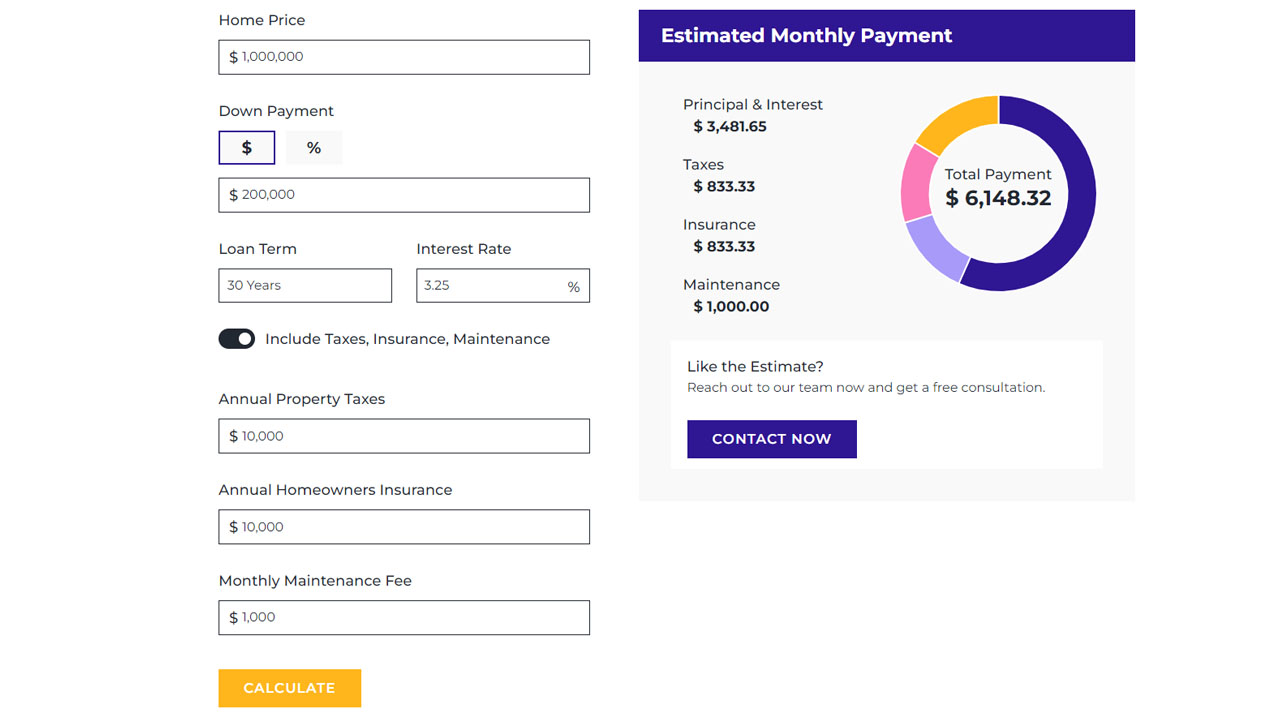 Home Price
$ 1,000,000
Down Payment
$ %
$ 200,000
Loan Term Interest Rate
30 Years 3.25 %
Include Taxes, Insurance, Maintenance
Annual Property Taxes
$ 10,000
Annual Homeowners Insurance
$ 10,000
Monthly Maintenance Fee
$ 1,000
CALCULATE
Estimated Monthly Payment
Principal & Interest
$ 3,481.65
Taxes
$ 833.33
Insurance
$ 833.33
Maintenance
$ 1,000.00
Total Payment
$ 6,148.32
Like the Estimate?
Reach out to our team now and get a free consultation.
CONTACT NOW